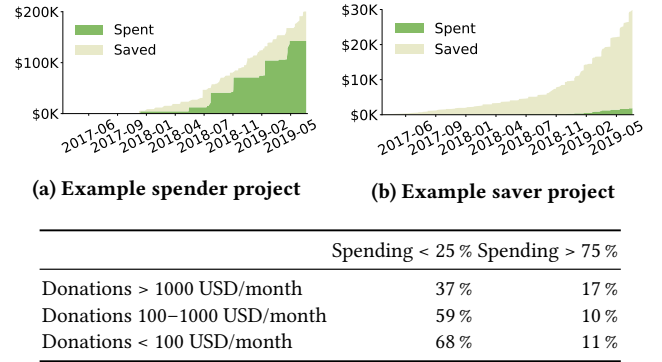 $200K
$100K
$0K
Spent
Saved
2017-06
2017-09
2018-01
2018-04
2018-07
2018-11
2019-02
2019-05
(a) Example spender project
$30K
$20K
$10K
$0K
Spent
Saved
2017-06
2017-09
2018-01
2018-04
2018-07
2018-11
2019-02
2019-05
(b) Example saver project
Spending < 25 % Spending > 75 %
Donations > 1000 USD/month 37 % 17 %
Donations 100–1000 USD/month 59 % 10 %
Donations < 100 USD/month 68 % 11 %